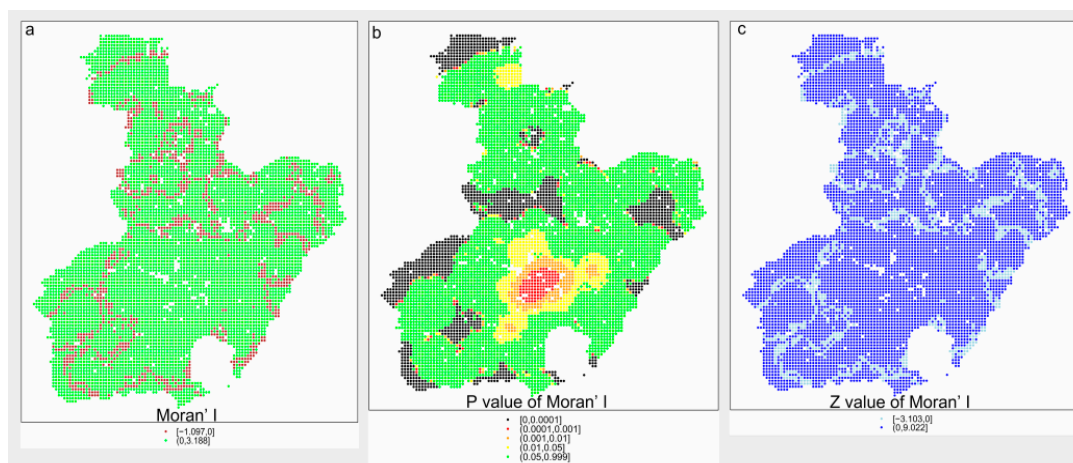 a
Moran' I
[−1.097,0]
(0,3.188]
b
P value of Moran' I
[0,0.0001]
(0.0001,0.001]
(0.001,0.01]
(0.01,0.05]
(0.05,0.999]
c
Z value of Moran' I
[−3.103,0]
(0,9.022]